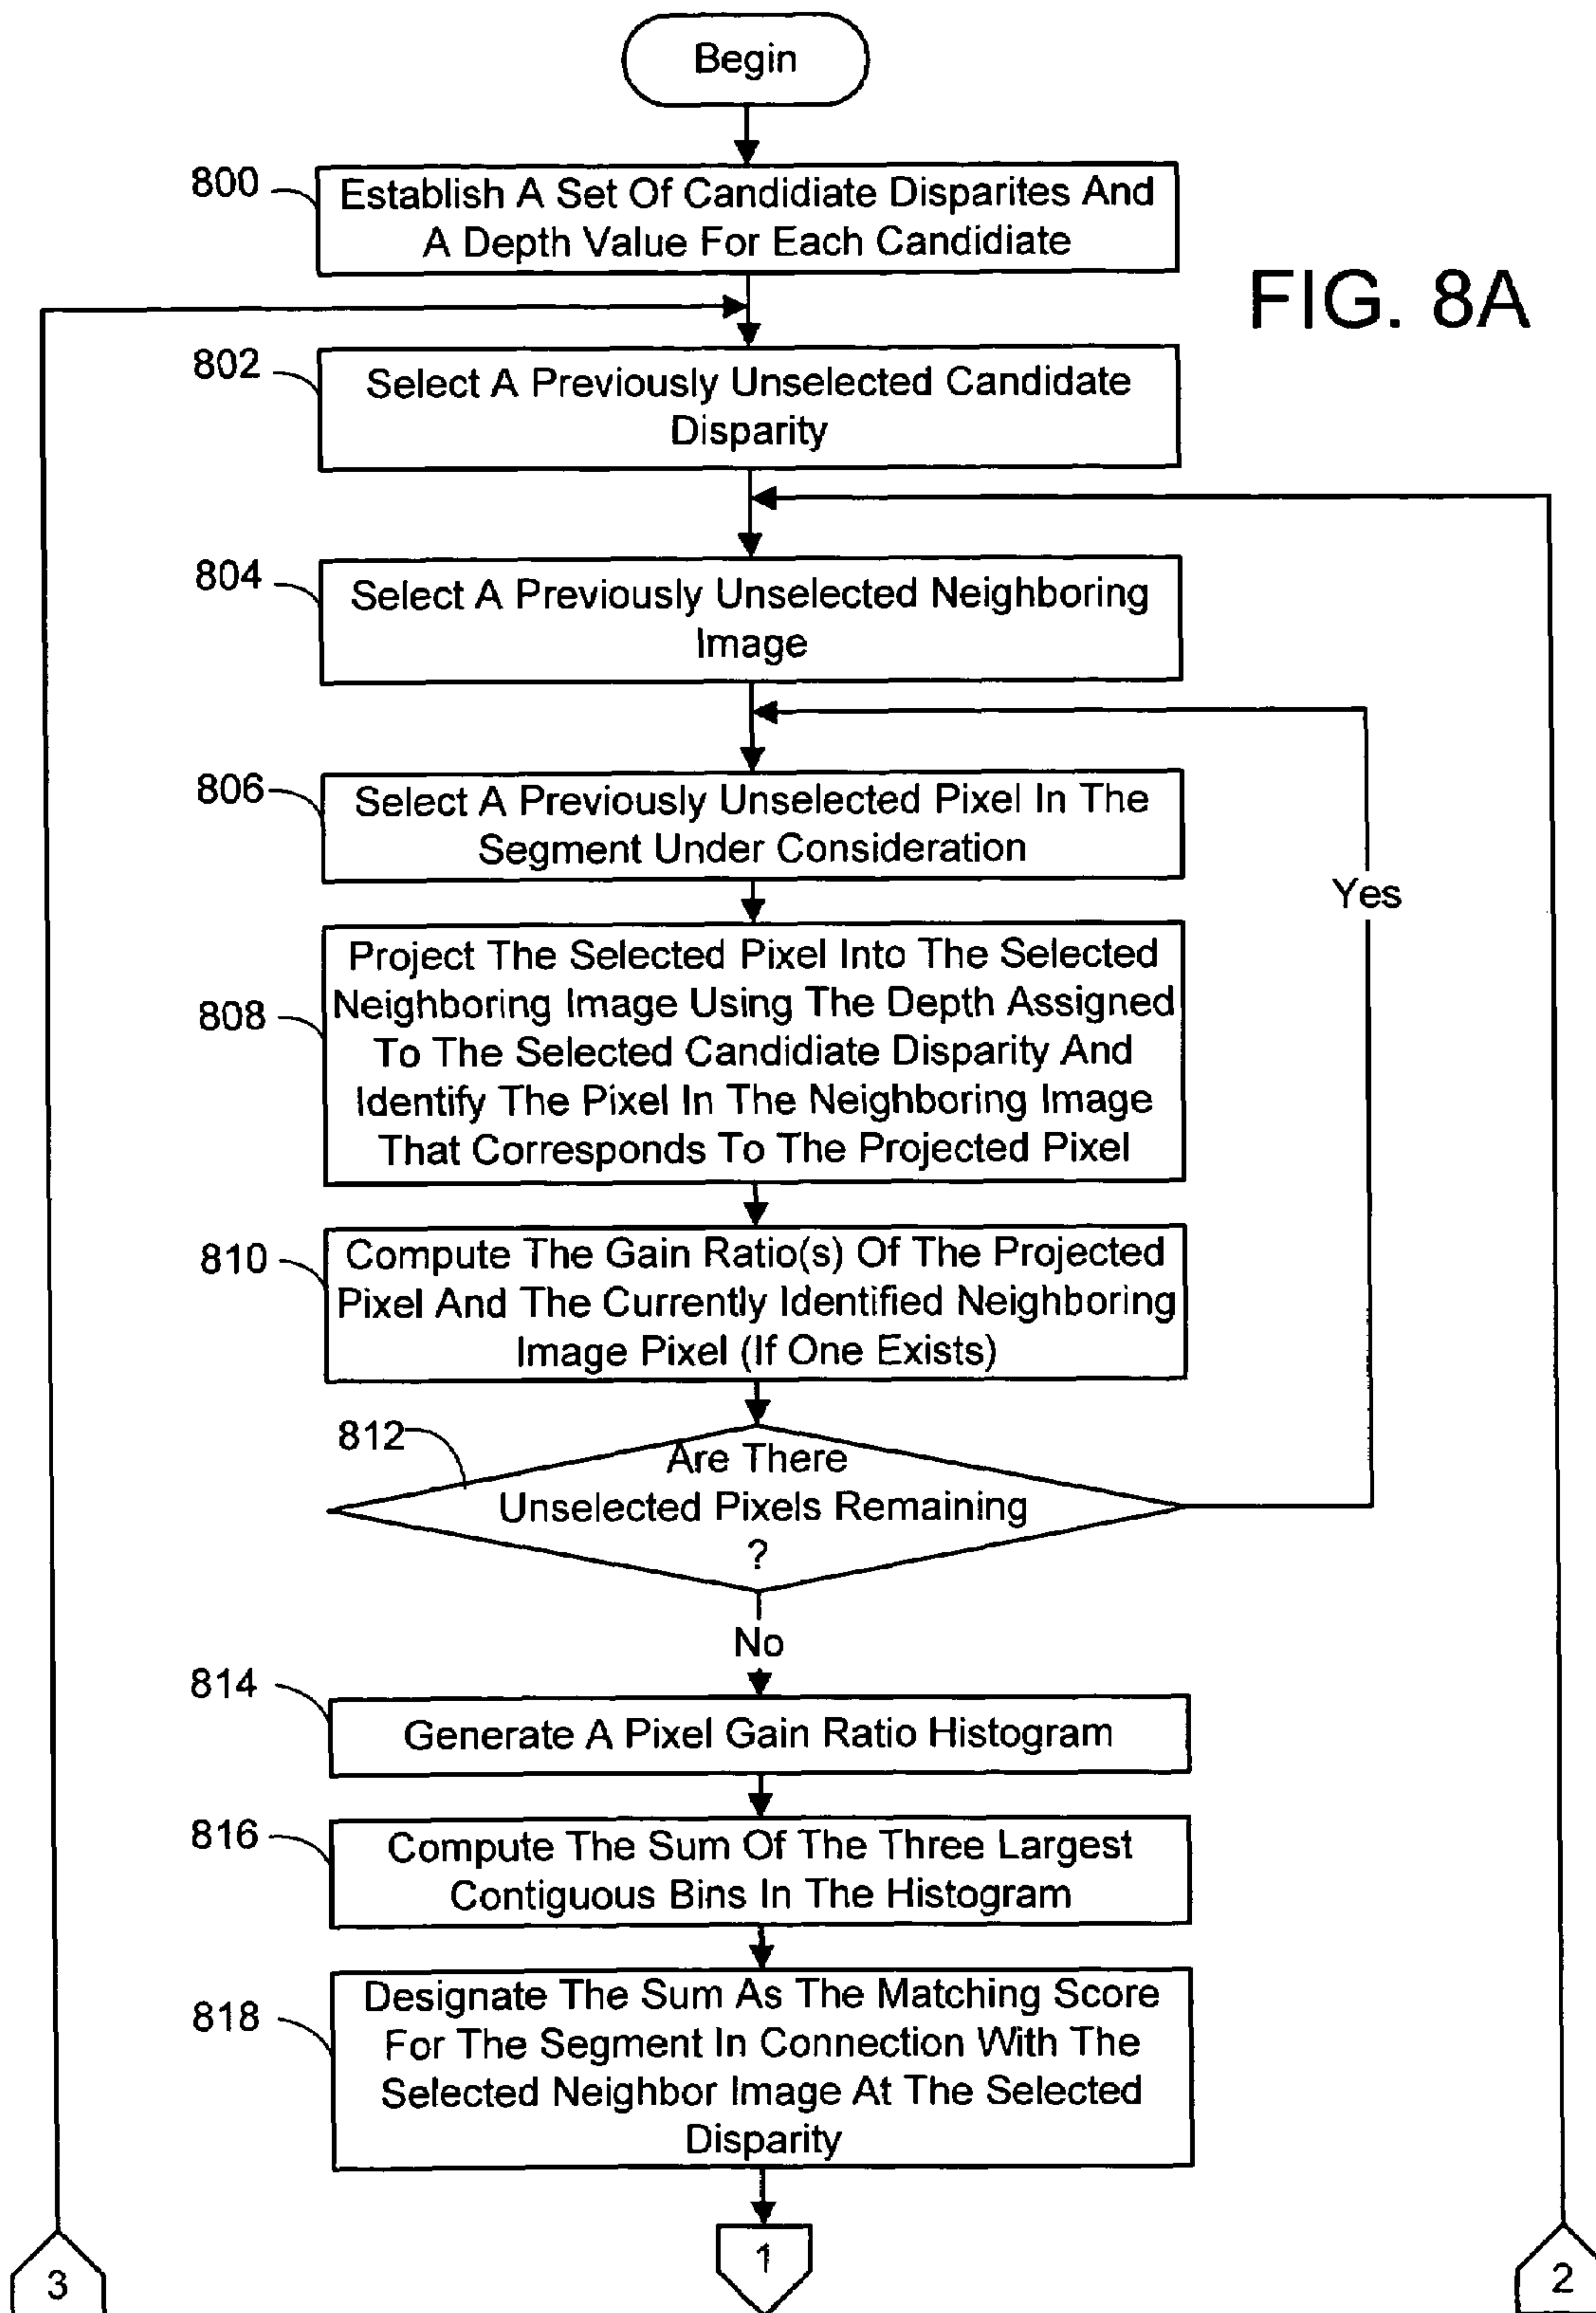 Begin
800
Establish A Set Of Candidiate Disparites And
A Depth Value For Each Candidiate
FIG. 8A
802
Select A Previously Unselected Candidate
Disparity
804
Select A Previously Unselected Neighboring
Image
806
Select A Previously Unselected Pixel In The
Segment Under Consideration
Yes
808
Project The Selected Pixel Into The Selected
Neighboring Image Using The Depth Assigned
To The Selected Candidiate Disparity And
Identify The Pixel In The Neighboring Image
That Corresponds To The Projected Pixel
810
Compute The Gain Ratio(s) Of The Projected
Pixel And The Currently Identified Neighboring
Image Pixel (If One Exists)
812
Are There
Unselected Pixels Remaining
?
No
814
Generate A Pixel Gain Ratio Histogram
816
Compute The Sum Of The Three Largest
Contiguous Bins In The Histogram
818
Designate The Sum As The Matching Score
For The Segment In Connection With The
Selected Neighbor Image At The Selected
Disparity
3
1
2